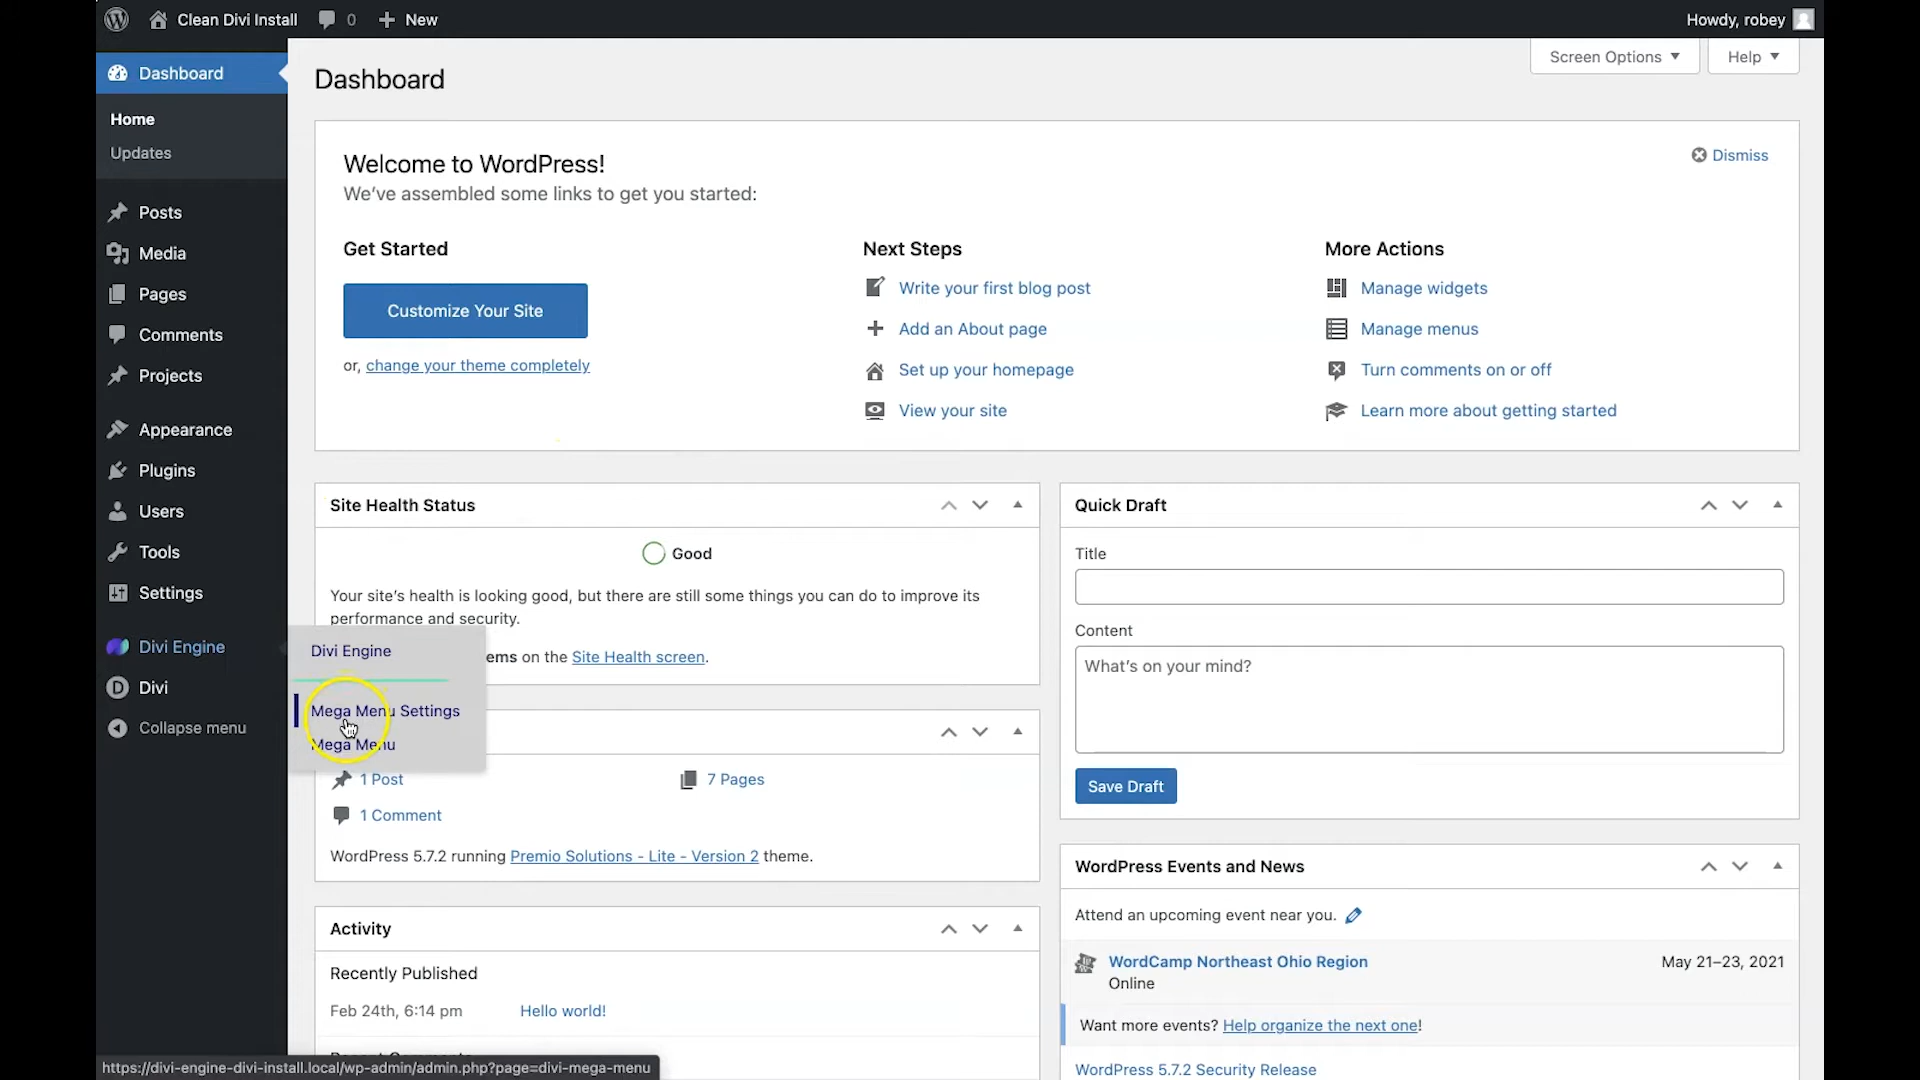 Clean Divi Install
0
New
Howdy, robey
Dashboard
Home
Updates
Posts
Media
Pages
Comments
Projects
Appearance
Plugins
Users
Tools
Settings
Divi Engine
Divi
Collapse menu
Divi Engine
Mega Menu Settings
Mega Menu
Dashboard
Screen Options
Help
Welcome to WordPress!
We've assembled some links to get you started:
Dismiss
Get Started
Customize Your Site
or, change your theme completely
Next Steps
Write your first blog post
Add an About page
Set up your homepage
View your site
More Actions
Manage widgets
Manage menus
Turn comments on or off
Learn more about getting started
Site Health Status
Good
Your site's health is looking good, but there are still some things you can do to improve its
performance and security.
ems on the Site Health screen.
1 Post
7 Pages
1 Comment
WordPress 5.7.2 running Premio Solutions - Lite - Version 2 theme.
Activity
Recently Published
Feb 24th, 6:14 pm
Hello world!
Quick Draft
Title
Content
What's on your mind?
Save Draft
WordPress Events and News
Attend an upcoming event near you.
WordCamp Northeast Ohio Region
May 21–23, 2021
Online
Want more events? Help organize the next one!
WordPress 5.7.2 Security Release
https://divi-engine-divi-install.local/wp-admin/admin.php?page=divi-mega-menu